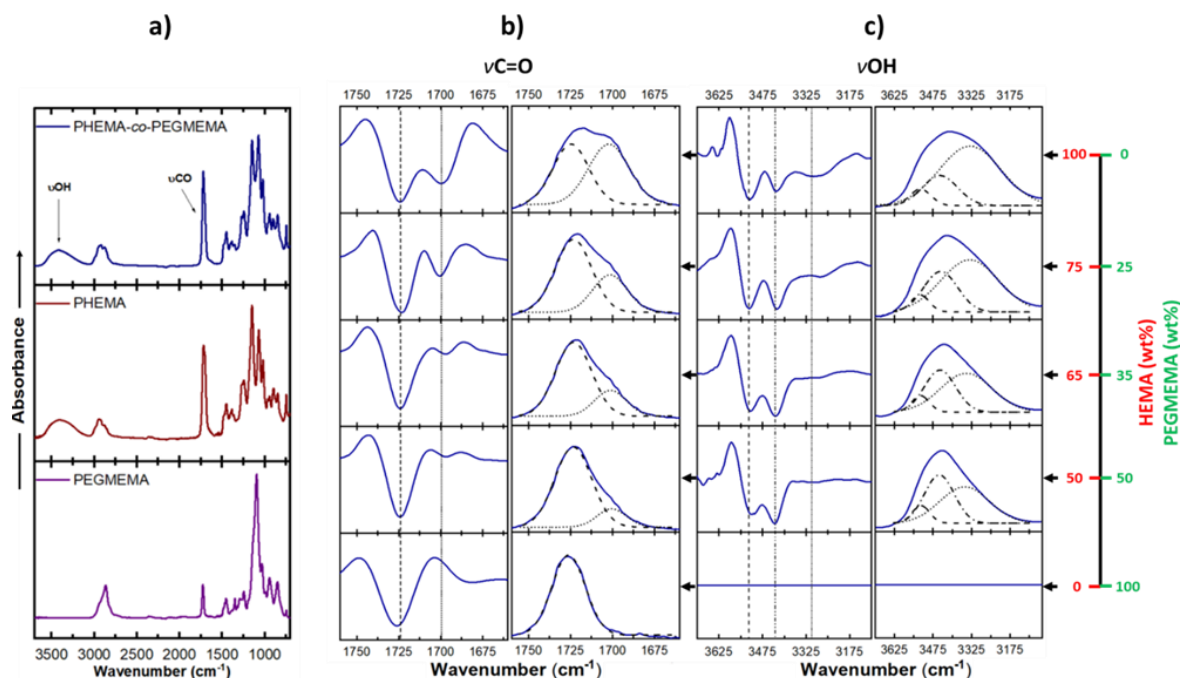 a)
b)
c)
νC=O
νOH
PHEMA-co-PEGMEMA
υOH
υCO
PHEMA
PEGMEMA
Absorbance
3500 3000 2500 2000 1500 1000
Wavenumber (cm⁻¹)
1750 1725 1700 1675
1750 1725 1700 1675
3625 3475 3325 3175
3625 3475 3325 3175
1750 1725 1700 1675
1750 1725 1700 1675
3625 3475 3325 3175
3625 3475 3325 3175
Wavenumber (cm⁻¹)
Wavenumber (cm⁻¹)
100 0
75 25
65 35
50 50
0 100
HEMA (wt%)
PEGMEMA (wt%)